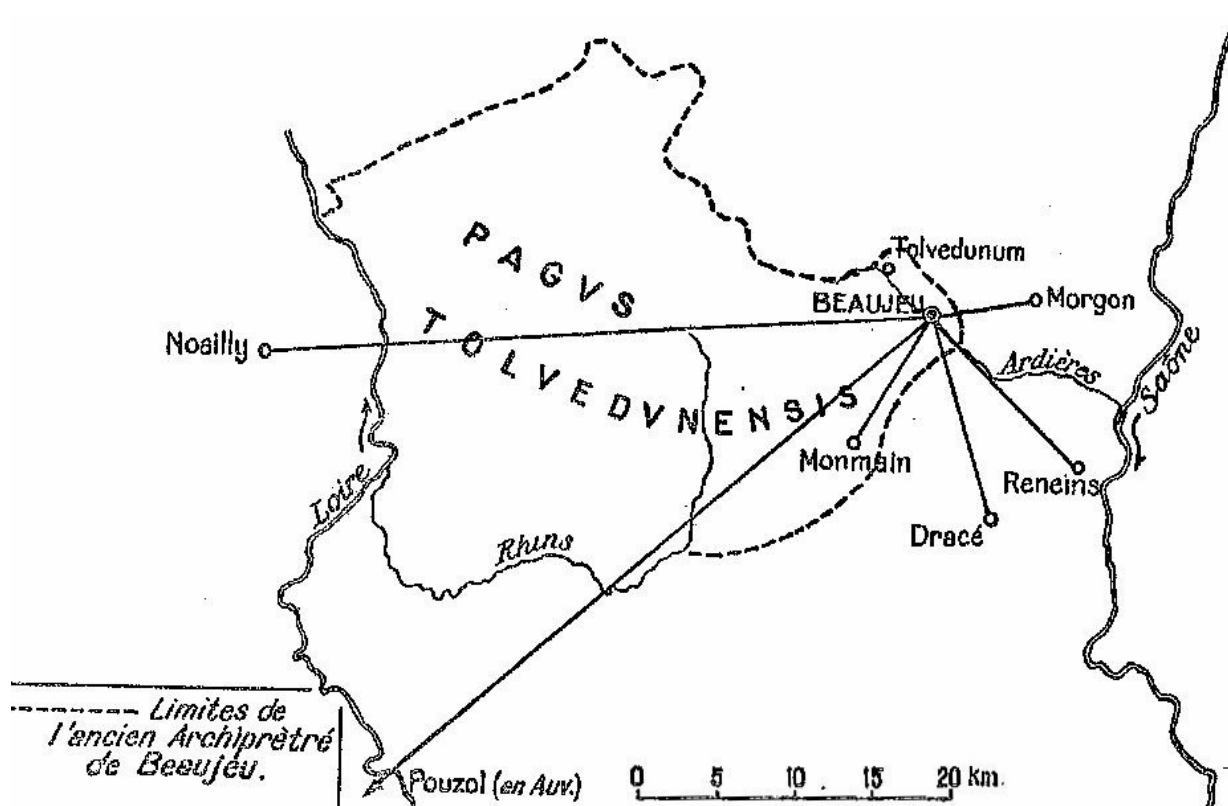 PAGVS
TOLVEDVNENSIS
Tolvedunum
BEAUJEU
Morgon
Noailly
Ardières
Saône
Monmain
Reneins
Loire
Dracé
Rhins
Limites de
l'ancien Archiprêtré
de Beaujeu.
Pouzol (en Auv.)
0 5 10 15 20 km.